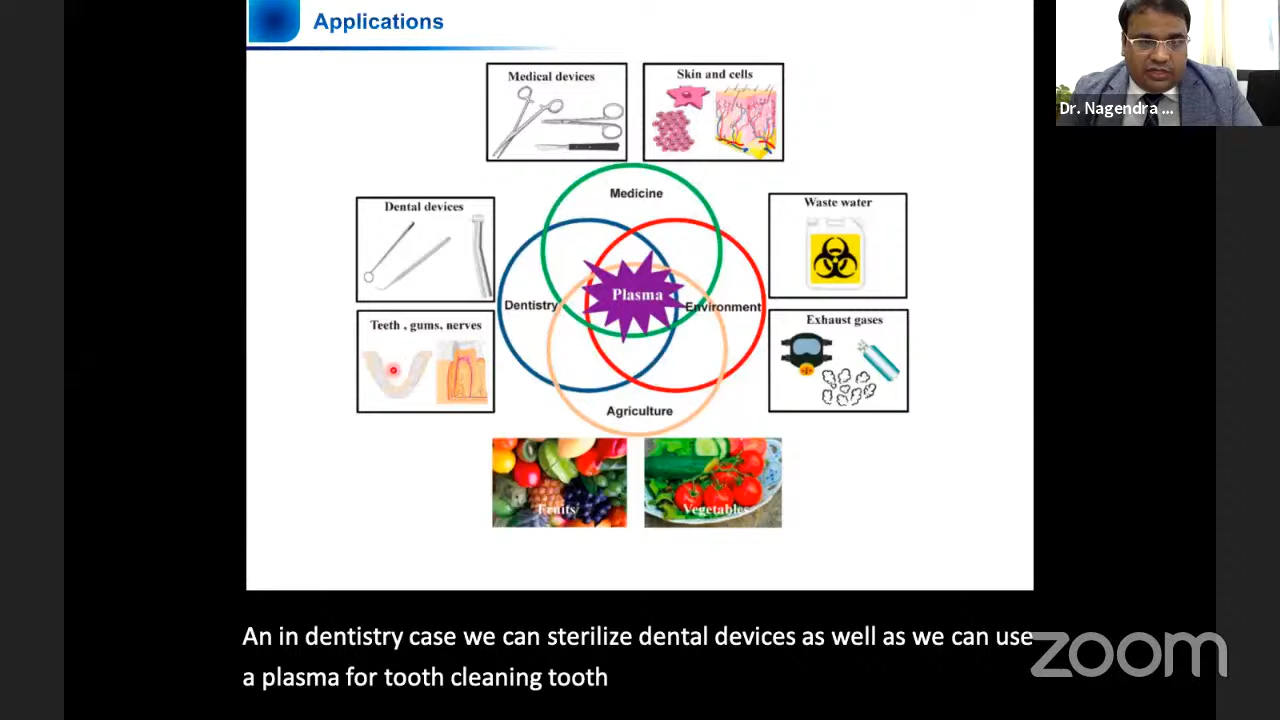 Applications
Medical devices
Skin and cells
Dr. Nagendra ...
Medicine
Dental devices
Waste water
Plasma
Dentistry
Environment
Teeth , gums, nerves
Exhaust gases
Agriculture
Fruits
Vegetables
An in dentistry case we can sterilize dental devices as well as we can use
a plasma for tooth cleaning tooth
zoom